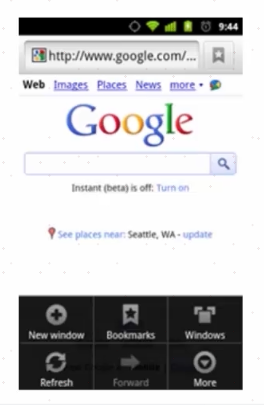 9:44
http://www.google.com/...
Web Images Places News more
Google
Instant (beta) is off: Turn on
See places near: Seattle, WA - update
New window Bookmarks Windows
Refresh Forward More